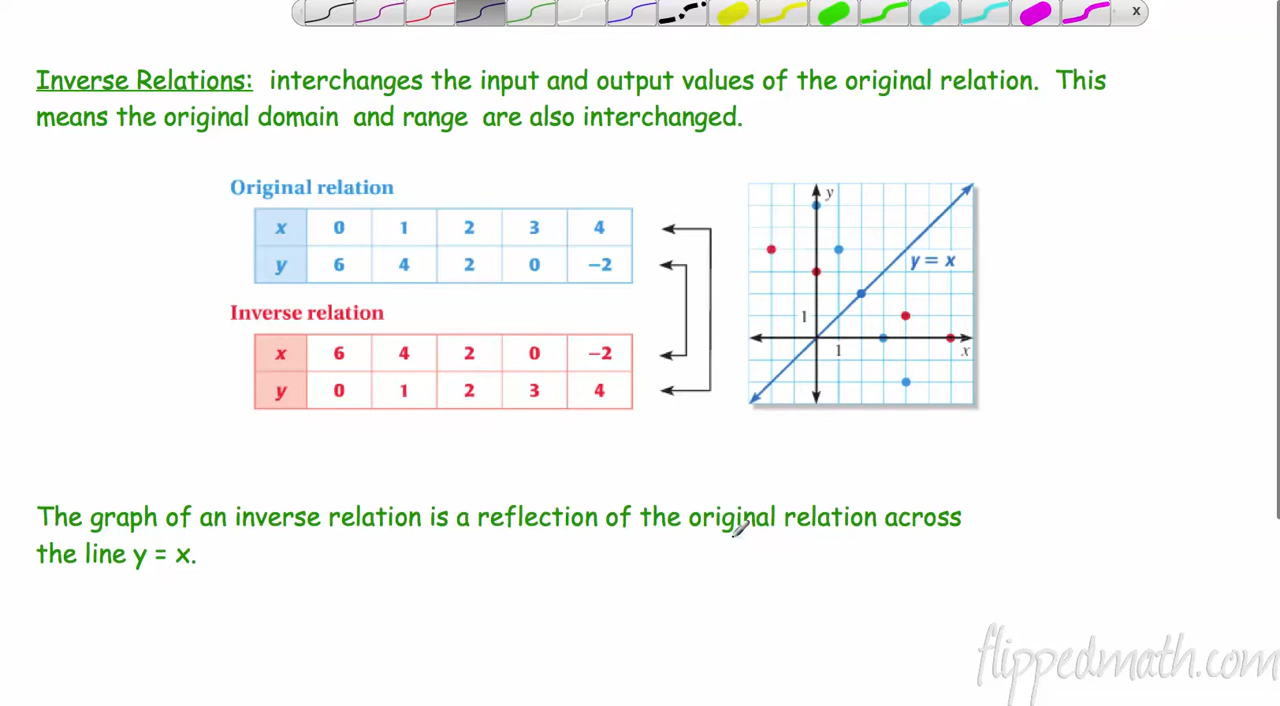 x
Inverse Relations: interchanges the input and output values of the original relation. This
means the original domain and range are also interchanged.
Original relation
x 0 1 2 3 4
y 6 4 2 0 −2
Inverse relation
x 6 4 2 0 −2
y 0 1 2 3 4
y
y = x
1
1
x
The graph of an inverse relation is a reflection of the original relation across
the line y = x.
flippedmath.com